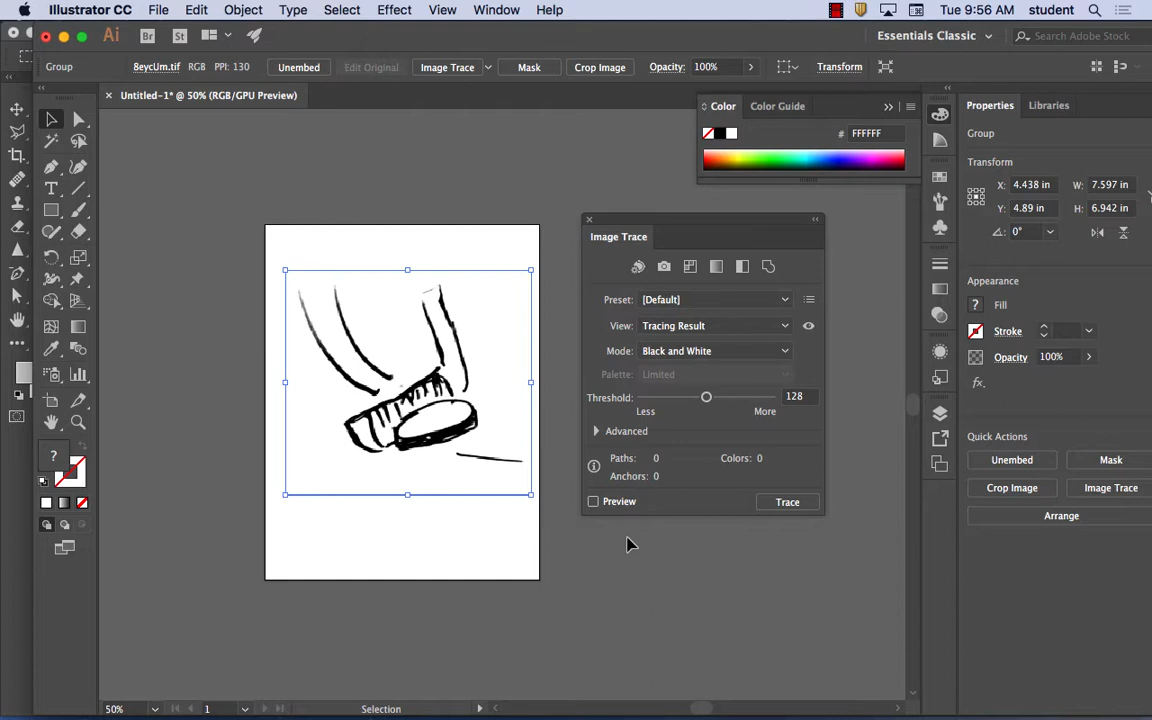 Illustrator CC File Edit Object Type Select Effect View Window Help Tue 9:56 AM student
Ai Br St Essentials Classic Search Adobe Stock
Group 8eycUm.tif RGB PPI: 130 Unembed Edit Original Image Trace Mask Crop Image Opacity: 100% Transform
Untitled-1* @ 50% (RGB/GPU Preview)
Color Color Guide
# FFFFFF
Properties Libraries
Group
Transform
X: 4.438 in W: 7.597 in
Y: 4.89 in H: 6.942 in
0°
Appearance
? Fill
Stroke
Opacity 100%
fx.
Quick Actions
Unembed Mask
Crop Image Image Trace
Arrange
Image Trace
Preset: [Default]
View: Tracing Result
Mode: Black and White
Palette: Limited
Threshold: 128
Less More
Advanced
Paths: 0 Colors: 0
Anchors: 0
Preview Trace
T
?
50% 1 Selection